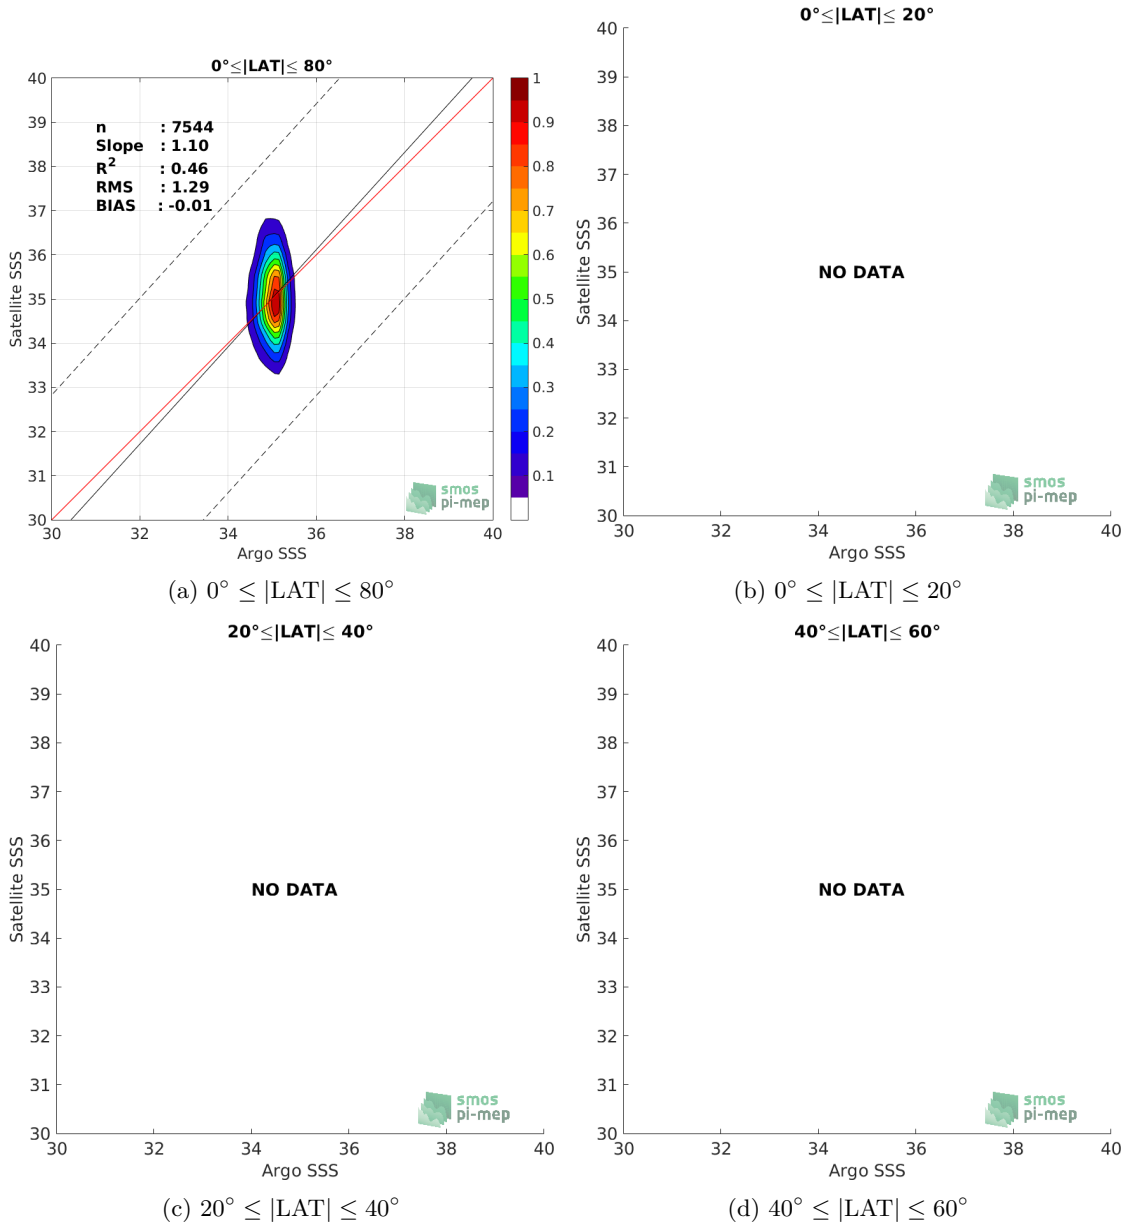 0°≤|LAT|≤ 80°
n : 7544
Slope : 1.10
R² : 0.46
RMS : 1.29
BIAS : -0.01
40
39
38
37
36
35
34
33
32
31
30
30 32 34 36 38 40
Satellite SSS
Argo SSS
1
0.9
0.8
0.7
0.6
0.5
0.4
0.3
0.2
0.1
smos
pi-mep
(a) 0° ≤ |LAT| ≤ 80°
0°≤|LAT|≤ 20°
40
39
38
37
36
35
34
33
32
31
30
30 32 34 36 38 40
Satellite SSS
Argo SSS
NO DATA
smos
pi-mep
(b) 0° ≤ |LAT| ≤ 20°
20°≤|LAT|≤ 40°
40
39
38
37
36
35
34
33
32
31
30
30 32 34 36 38 40
Satellite SSS
Argo SSS
NO DATA
smos
pi-mep
(c) 20° ≤ |LAT| ≤ 40°
40°≤|LAT|≤ 60°
40
39
38
37
36
35
34
33
32
31
30
30 32 34 36 38 40
Satellite SSS
Argo SSS
NO DATA
smos
pi-mep
(d) 40° ≤ |LAT| ≤ 60°